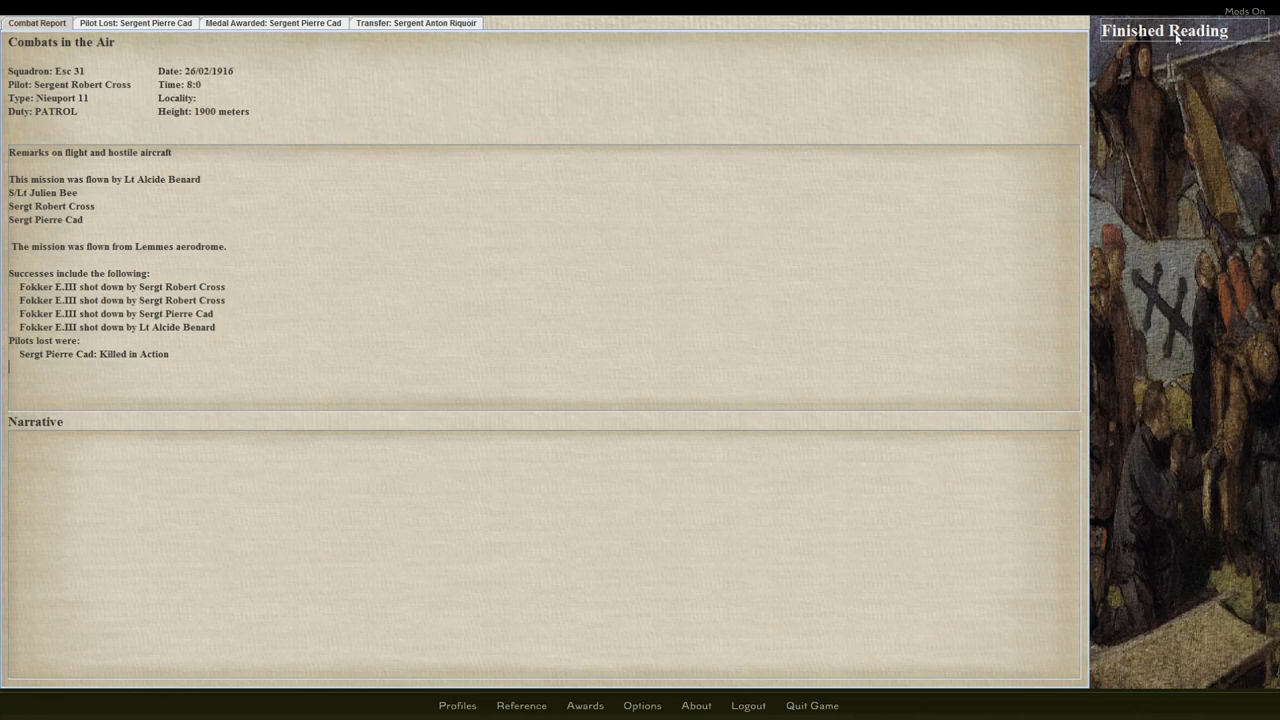 Mods On
Combat Report
Pilot Lost: Sergent Pierre Cad
Medal Awarded: Sergent Pierre Cad
Transfer: Sergent Anton Riquoir
Finished Reading
Combats in the Air
Squadron: Esc 31
Date: 26/02/1916
Pilot: Sergent Robert Cross
Time: 8:0
Type: Nieuport 11
Locality:
Duty: PATROL
Height: 1900 meters
Remarks on flight and hostile aircraft
This mission was flown by Lt Alcide Benard
S/Lt Julien Bee
Sergt Robert Cross
Sergt Pierre Cad
The mission was flown from Lemmes aerodrome.
Successes include the following:
Fokker E.III shot down by Sergt Robert Cross
Fokker E.III shot down by Sergt Robert Cross
Fokker E.III shot down by Sergt Pierre Cad
Fokker E.III shot down by Lt Alcide Benard
Pilots lost were:
Sergt Pierre Cad: Killed in Action
Narrative
Profiles
Reference
Awards
Options
About
Logout
Quit Game